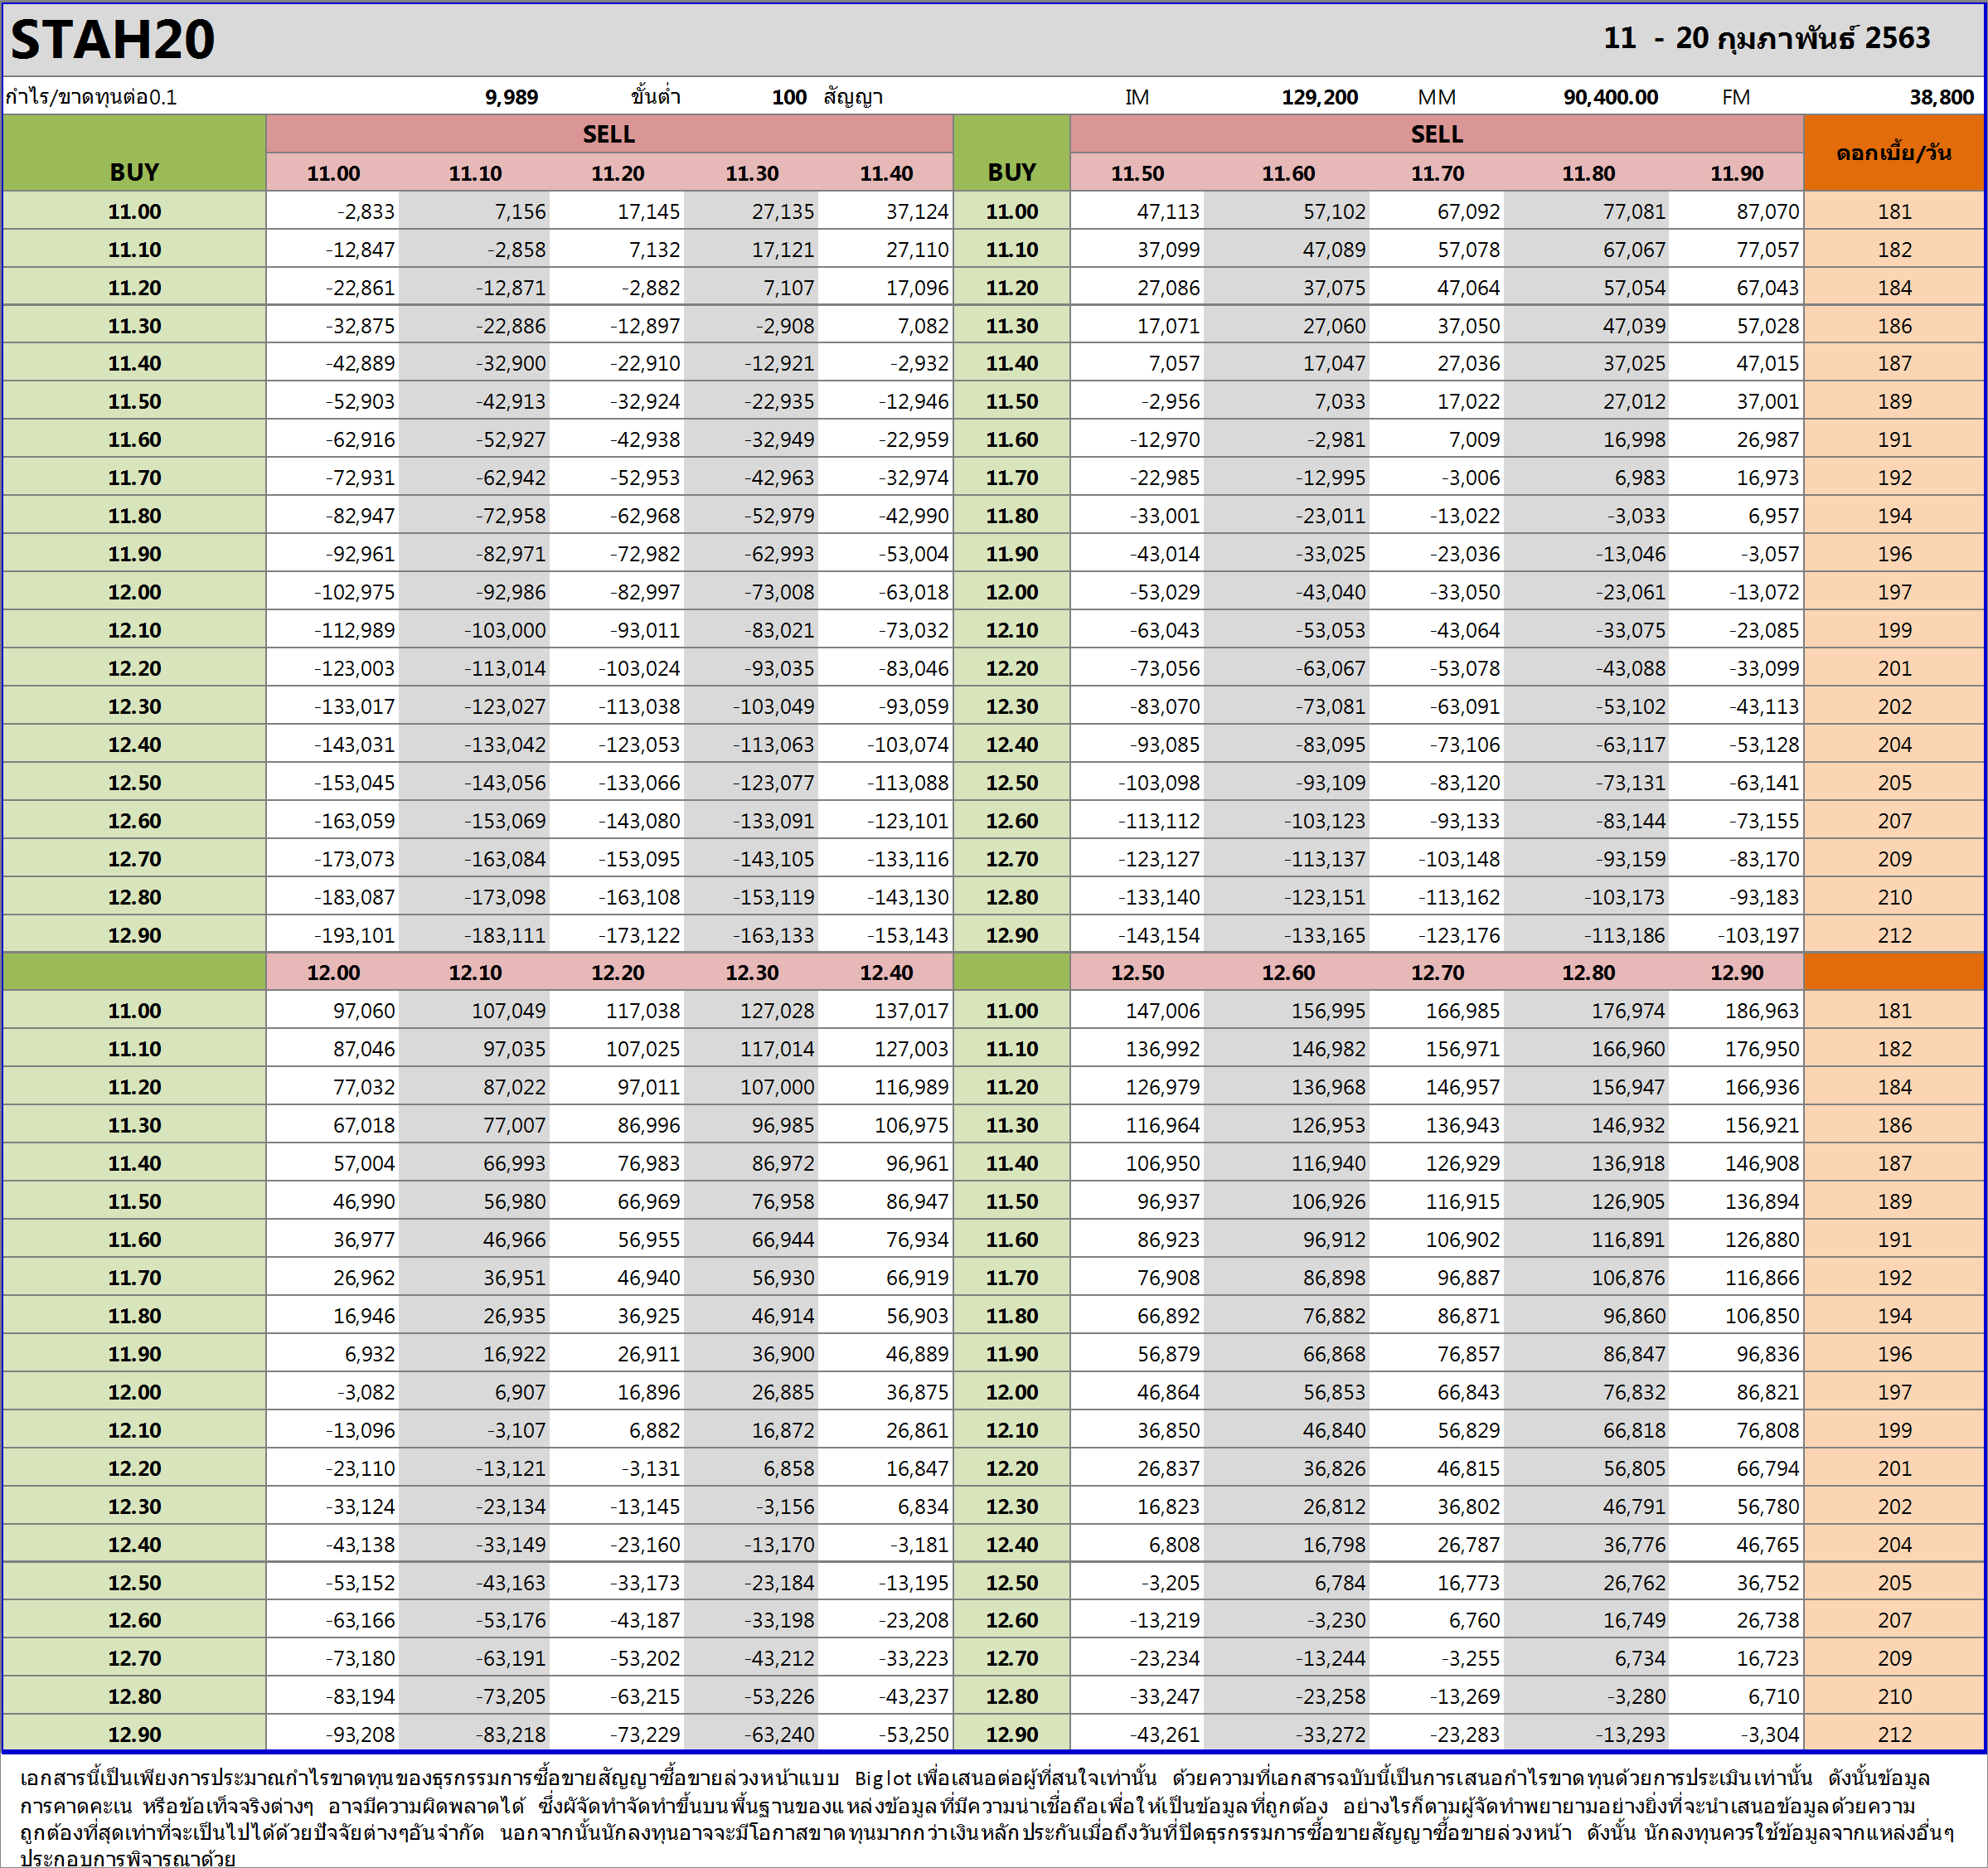 STAH20 11 - 20 กุมภาพันธ์ 2563
กำไร/ขาดทุนต่อ0.1 9,989 ขั้นต่ำ 100 สัญญา IM 129,200 MM 90,400.00 FM 38,800
SELL SELL
BUY 11.00 11.10 11.20 11.30 11.40 BUY 11.50 11.60 11.70 11.80 11.90 ดอกเบี้ย/วัน
11.00 -2,833 7,156 17,145 27,135 37,124 11.00 47,113 57,102 67,092 77,081 87,070 181
11.10 -12,847 -2,858 7,132 17,121 27,110 11.10 37,099 47,089 57,078 67,067 77,057 182
11.20 -22,861 -12,871 -2,882 7,107 17,096 11.20 27,086 37,075 47,064 57,054 67,043 184
11.30 -32,875 -22,886 -12,897 -2,908 7,082 11.30 17,071 27,060 37,050 47,039 57,028 186
11.40 -42,889 -32,900 -22,910 -12,921 -2,932 11.40 7,057 17,047 27,036 37,025 47,015 187
11.50 -52,903 -42,913 -32,924 -22,935 -12,946 11.50 -2,956 7,033 17,022 27,012 37,001 189
11.60 -62,916 -52,927 -42,938 -32,949 -22,959 11.60 -12,970 -2,981 7,009 16,998 26,987 191
11.70 -72,931 -62,942 -52,953 -42,963 -32,974 11.70 -22,985 -12,995 -3,006 6,983 16,973 192
11.80 -82,947 -72,958 -62,968 -52,979 -42,990 11.80 -33,001 -23,011 -13,022 -3,033 6,957 194
11.90 -92,961 -82,971 -72,982 -62,993 -53,004 11.90 -43,014 -33,025 -23,036 -13,046 -3,057 196
12.00 -102,975 -92,986 -82,997 -73,008 -63,018 12.00 -53,029 -43,040 -33,050 -23,061 -13,072 197
12.10 -112,989 -103,000 -93,011 -83,021 -73,032 12.10 -63,043 -53,053 -43,064 -33,075 -23,085 199
12.20 -123,003 -113,014 -103,024 -93,035 -83,046 12.20 -73,056 -63,067 -53,078 -43,088 -33,099 201
12.30 -133,017 -123,027 -113,038 -103,049 -93,059 12.30 -83,070 -73,081 -63,091 -53,102 -43,113 202
12.40 -143,031 -133,042 -123,053 -113,063 -103,074 12.40 -93,085 -83,095 -73,106 -63,117 -53,128 204
12.50 -153,045 -143,056 -133,066 -123,077 -113,088 12.50 -103,098 -93,109 -83,120 -73,131 -63,141 205
12.60 -163,059 -153,069 -143,080 -133,091 -123,101 12.60 -113,112 -103,123 -93,133 -83,144 -73,155 207
12.70 -173,073 -163,084 -153,095 -143,105 -133,116 12.70 -123,127 -113,137 -103,148 -93,159 -83,170 209
12.80 -183,087 -173,098 -163,108 -153,119 -143,130 12.80 -133,140 -123,151 -113,162 -103,173 -93,183 210
12.90 -193,101 -183,111 -173,122 -163,133 -153,143 12.90 -143,154 -133,165 -123,176 -113,186 -103,197 212
12.00 12.10 12.20 12.30 12.40 12.50 12.60 12.70 12.80 12.90
11.00 97,060 107,049 117,038 127,028 137,017 11.00 147,006 156,995 166,985 176,974 186,963 181
11.10 87,046 97,035 107,025 117,014 127,003 11.10 136,992 146,982 156,971 166,960 176,950 182
11.20 77,032 87,022 97,011 107,000 116,989 11.20 126,979 136,968 146,957 156,947 166,936 184
11.30 67,018 77,007 86,996 96,985 106,975 11.30 116,964 126,953 136,943 146,932 156,921 186
11.40 57,004 66,993 76,983 86,972 96,961 11.40 106,950 116,940 126,929 136,918 146,908 187
11.50 46,990 56,980 66,969 76,958 86,947 11.50 96,937 106,926 116,915 126,905 136,894 189
11.60 36,977 46,966 56,955 66,944 76,934 11.60 86,923 96,912 106,902 116,891 126,880 191
11.70 26,962 36,951 46,940 56,930 66,919 11.70 76,908 86,898 96,887 106,876 116,866 192
11.80 16,946 26,935 36,925 46,914 56,903 11.80 66,892 76,882 86,871 96,860 106,850 194
11.90 6,932 16,922 26,911 36,900 46,889 11.90 56,879 66,868 76,857 86,847 96,836 196
12.00 -3,082 6,907 16,896 26,885 36,875 12.00 46,864 56,853 66,843 76,832 86,821 197
12.10 -13,096 -3,107 6,882 16,872 26,861 12.10 36,850 46,840 56,829 66,818 76,808 199
12.20 -23,110 -13,121 -3,131 6,858 16,847 12.20 26,837 36,826 46,815 56,805 66,794 201
12.30 -33,124 -23,134 -13,145 -3,156 6,834 12.30 16,823 26,812 36,802 46,791 56,780 202
12.40 -43,138 -33,149 -23,160 -13,170 -3,181 12.40 6,808 16,798 26,787 36,776 46,765 204
12.50 -53,152 -43,163 -33,173 -23,184 -13,195 12.50 -3,205 6,784 16,773 26,762 36,752 205
12.60 -63,166 -53,176 -43,187 -33,198 -23,208 12.60 -13,219 -3,230 6,760 16,749 26,738 207
12.70 -73,180 -63,191 -53,202 -43,212 -33,223 12.70 -23,234 -13,244 -3,255 6,734 16,723 209
12.80 -83,194 -73,205 -63,215 -53,226 -43,237 12.80 -33,247 -23,258 -13,269 -3,280 6,710 210
12.90 -93,208 -83,218 -73,229 -63,240 -53,250 12.90 -43,261 -33,272 -23,283 -13,293 -3,304 212
เอกสารนี้เป็นเพียงการประมาณกำไรขาดทุนของธุรกรรมการซื้อขายสัญญาซื้อขายล่วงหน้าแบบ Biglot เพื่อเสนอต่อผู้ที่สนใจเท่านั้น ด้วยความที่เอกสารฉบับนี้เป็นการเสนอกำไรขาดทุนด้วยการประเมินเท่านั้น ดังนั้นข้อมูล
การคาดคะเน หรือข้อเท็จจริงต่างๆ อาจมีความผิดพลาดได้ ซึ่งผัจัดทำจัดทำขึ้นบนพื้นฐานของแหล่งข้อมูลที่มีความน่าเชื่อถือเพื่อให้เป็นข้อมูลที่ถูกต้อง อย่างไรก็ตามผู้จัดทำพยายามอย่างยิ่งที่จะนำเสนอข้อมูลด้วยความ
ถูกต้องที่สุดเท่าที่จะเป็นไปได้ด้วยปัจจัยต่างๆอันจำกัด นอกจากนั้นนักลงทุนอาจจะมีโอกาสขาดทุนมากกว่าเงินหลักประกันเมื่อถึงวันที่ปิดธุรกรรมการซื้อขายสัญญาซื้อขายล่วงหน้า ดังนั้น นักลงทุนควรใช้ข้อมูลจากแหล่งอื่นๆ
ประกอบการพิจารณาด้วย